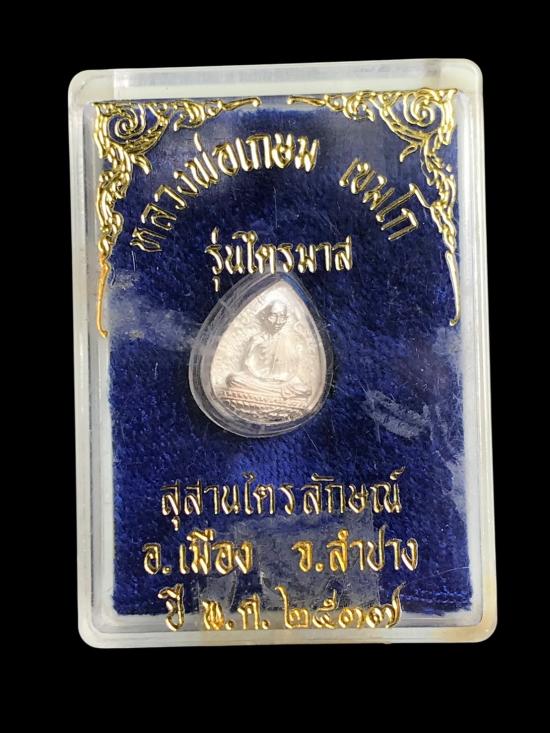 หลวงพ่อเกษม เขมโก
รุ่นไตรมาส
สุสานไตรลักษณ์
อ.เมือง จ.ลำปาง
ปี พ.ศ.๒๕๓๗